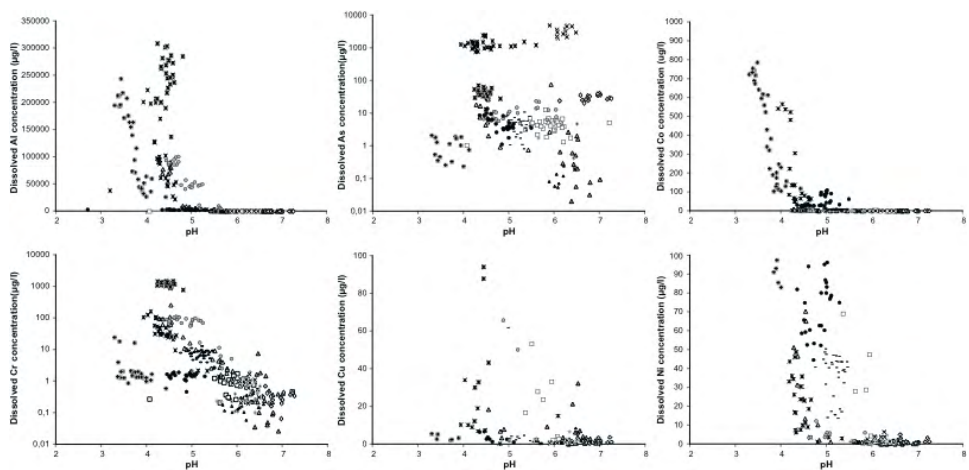 Dissolved Al concentration (µg/l)
350000
300000
250000
200000
150000
100000
50000
0
2 3 4 5 6 7 8
pH
Dissolved As concentration(µg/l)
10000
1000
100
10
1
0,1
0,01
2 3 4 5 6 7 8
pH
Dissolved Co concentration (µg/l)
1000
900
800
700
600
500
400
300
200
100
0
2 3 4 5 6 7 8
pH
Dissolved Cr concentration(µg/l)
10000
1000
100
10
1
0,1
0,01
2 3 4 5 6 7 8
pH
Dissolved Cu concentration (µg/l)
100
80
60
40
20
0
2 3 4 5 6 7 8
pH
Dissolved Ni concentration (µg/l)
100
90
80
70
60
50
40
30
20
10
0
2 3 4 5 6 7 8
pH